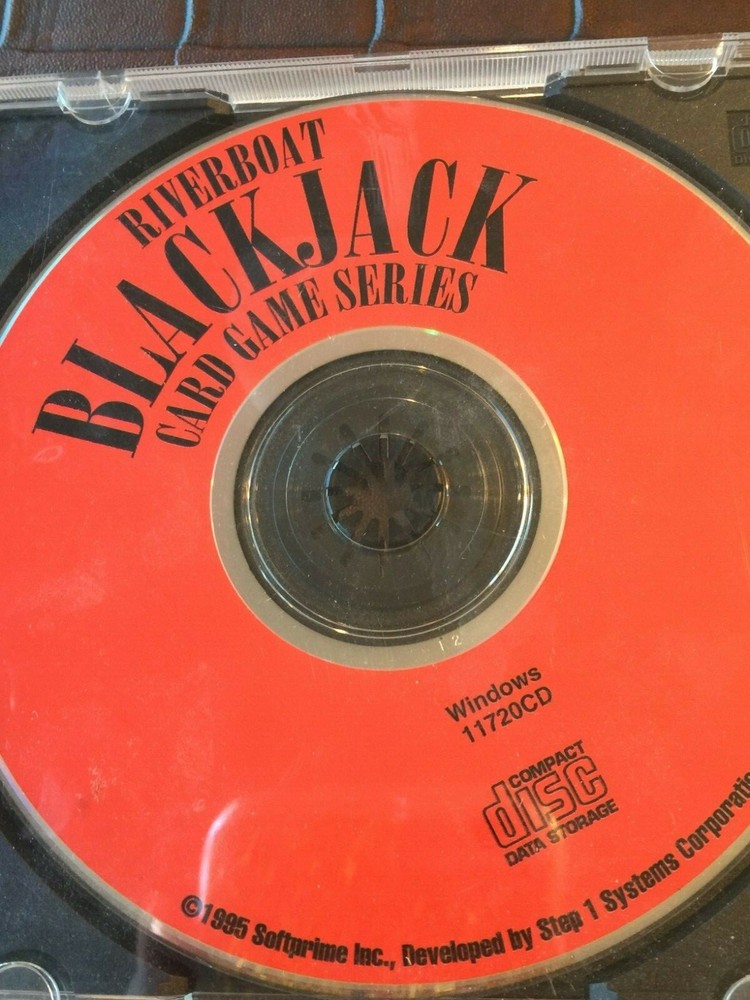 RIVERBOAT
BLACKJACK
CARD GAME SERIES
12
Windows
11720CD
COMPACT
disc
DATA STORAGE
©1995 Softprime Inc., Developed by Step 1 Systems Corporatio